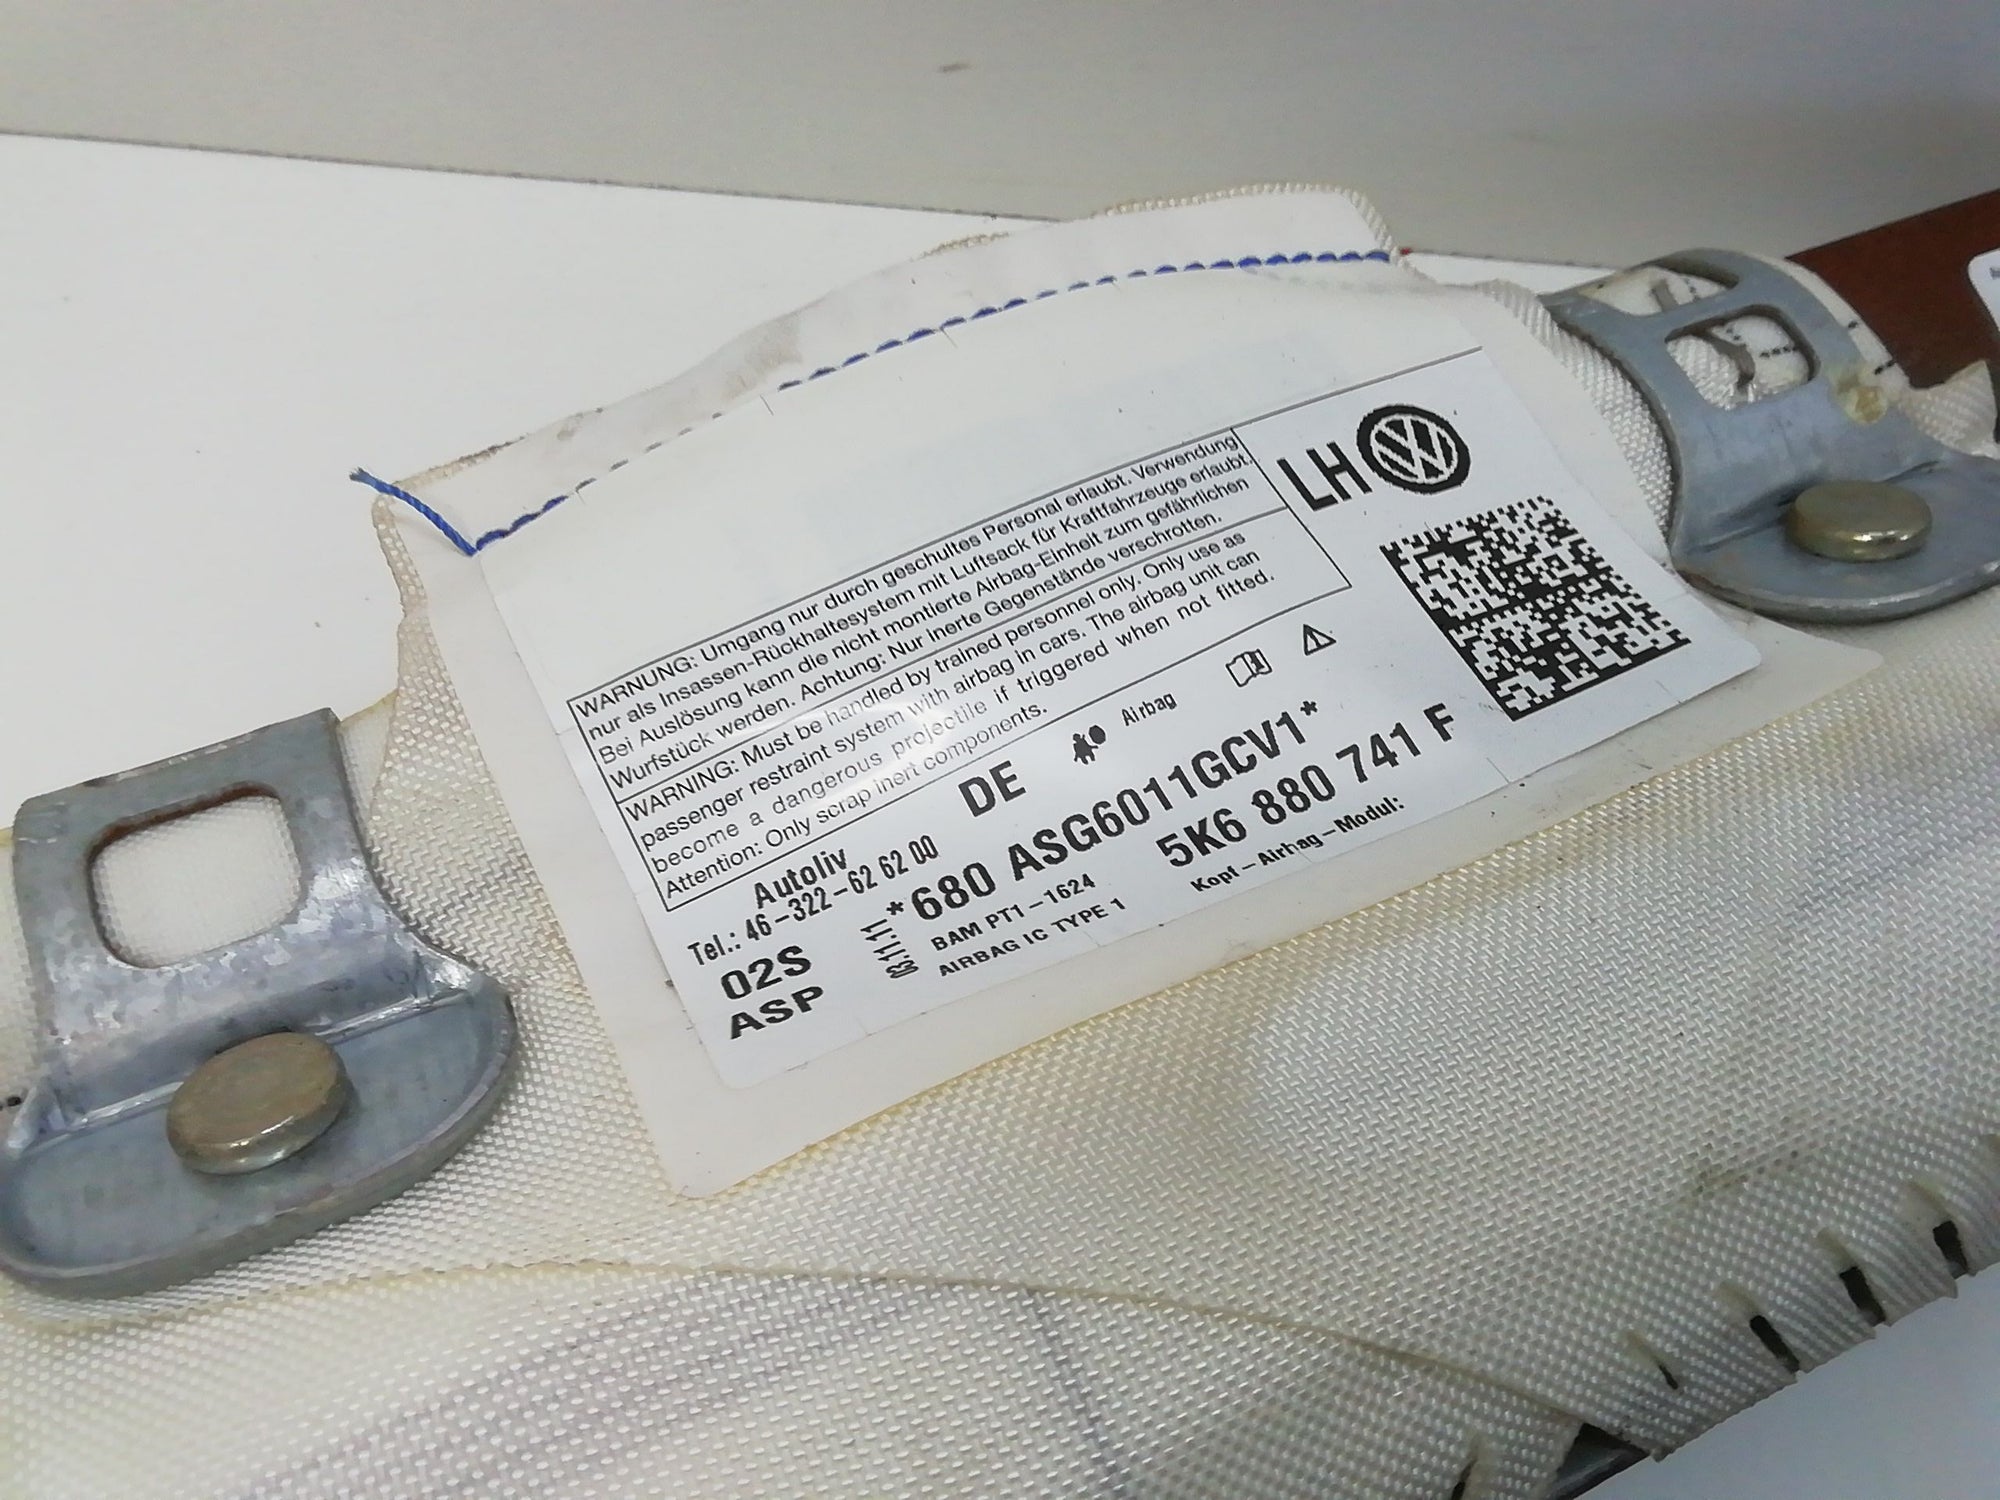 WARNUNG: Umgang nur durch geschultes Personal erlaubt. Verwendung
nur als Insassen-Rückhaltesystem mit Luftsack für Kraftfahrzeuge erlaubt.
Bei Auslösung kann die nicht montierte Airbag-Einheit zum gefährlichen
Wurfstück werden. Achtung: Nur inerte Gegenstände verschrotten.
WARNING: Must be handled by trained personnel only. Only use as
passenger restraint system with airbag in cars. The airbag unit can
become a dangerous projectile if triggered when not fitted.
Attention: Only scrap inert components.
LH
Autoliv
Tel.: 46-322-62 62 00
DE
Airbag
02S
ASP
03.11.11
*680 ASG6011GCV1*
BAM PT1-1624
AIRBAG IC TYPE 1
5K6 880 741 F
Kopf-Airbag-Modul: